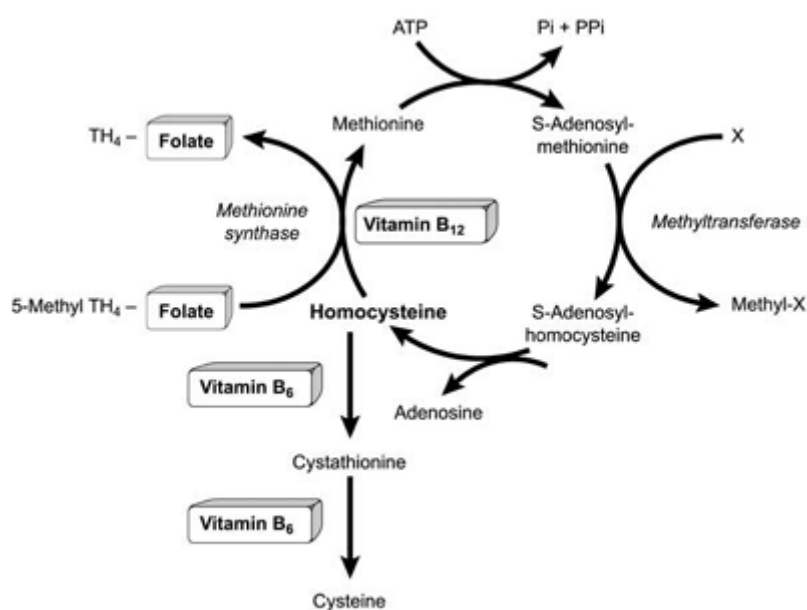 ATP
Pi + PPi
Methionine
S-Adenosyl-
methionine
TH₄ – Folate
X
Methionine
synthase
Vitamin B₁₂
Methyltransferase
5-Methyl TH₄ – Folate
Homocysteine
S-Adenosyl-
homocysteine
Methyl-X
Vitamin B₆
Adenosine
Cystathionine
Vitamin B₆
Cysteine